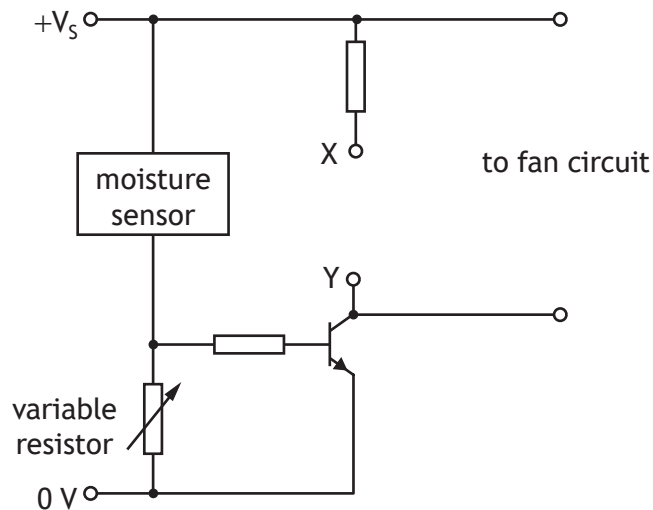 +VS
X
to fan circuit
moisture
sensor
Y
variable
resistor
0 V